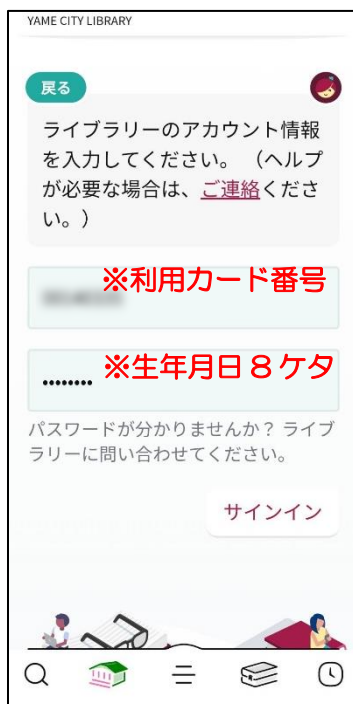 YAME CITY LIBRARY
戻る
ライブラリーのアカウント情報
を入力してください。 （ヘルプ
が必要な場合は、ご連絡くださ
い。）
※利用カード番号
※生年月日８ケタ
••••••••
パスワードが分かりませんか？ ライブ
ラリーに問い合わせてください。
サインイン